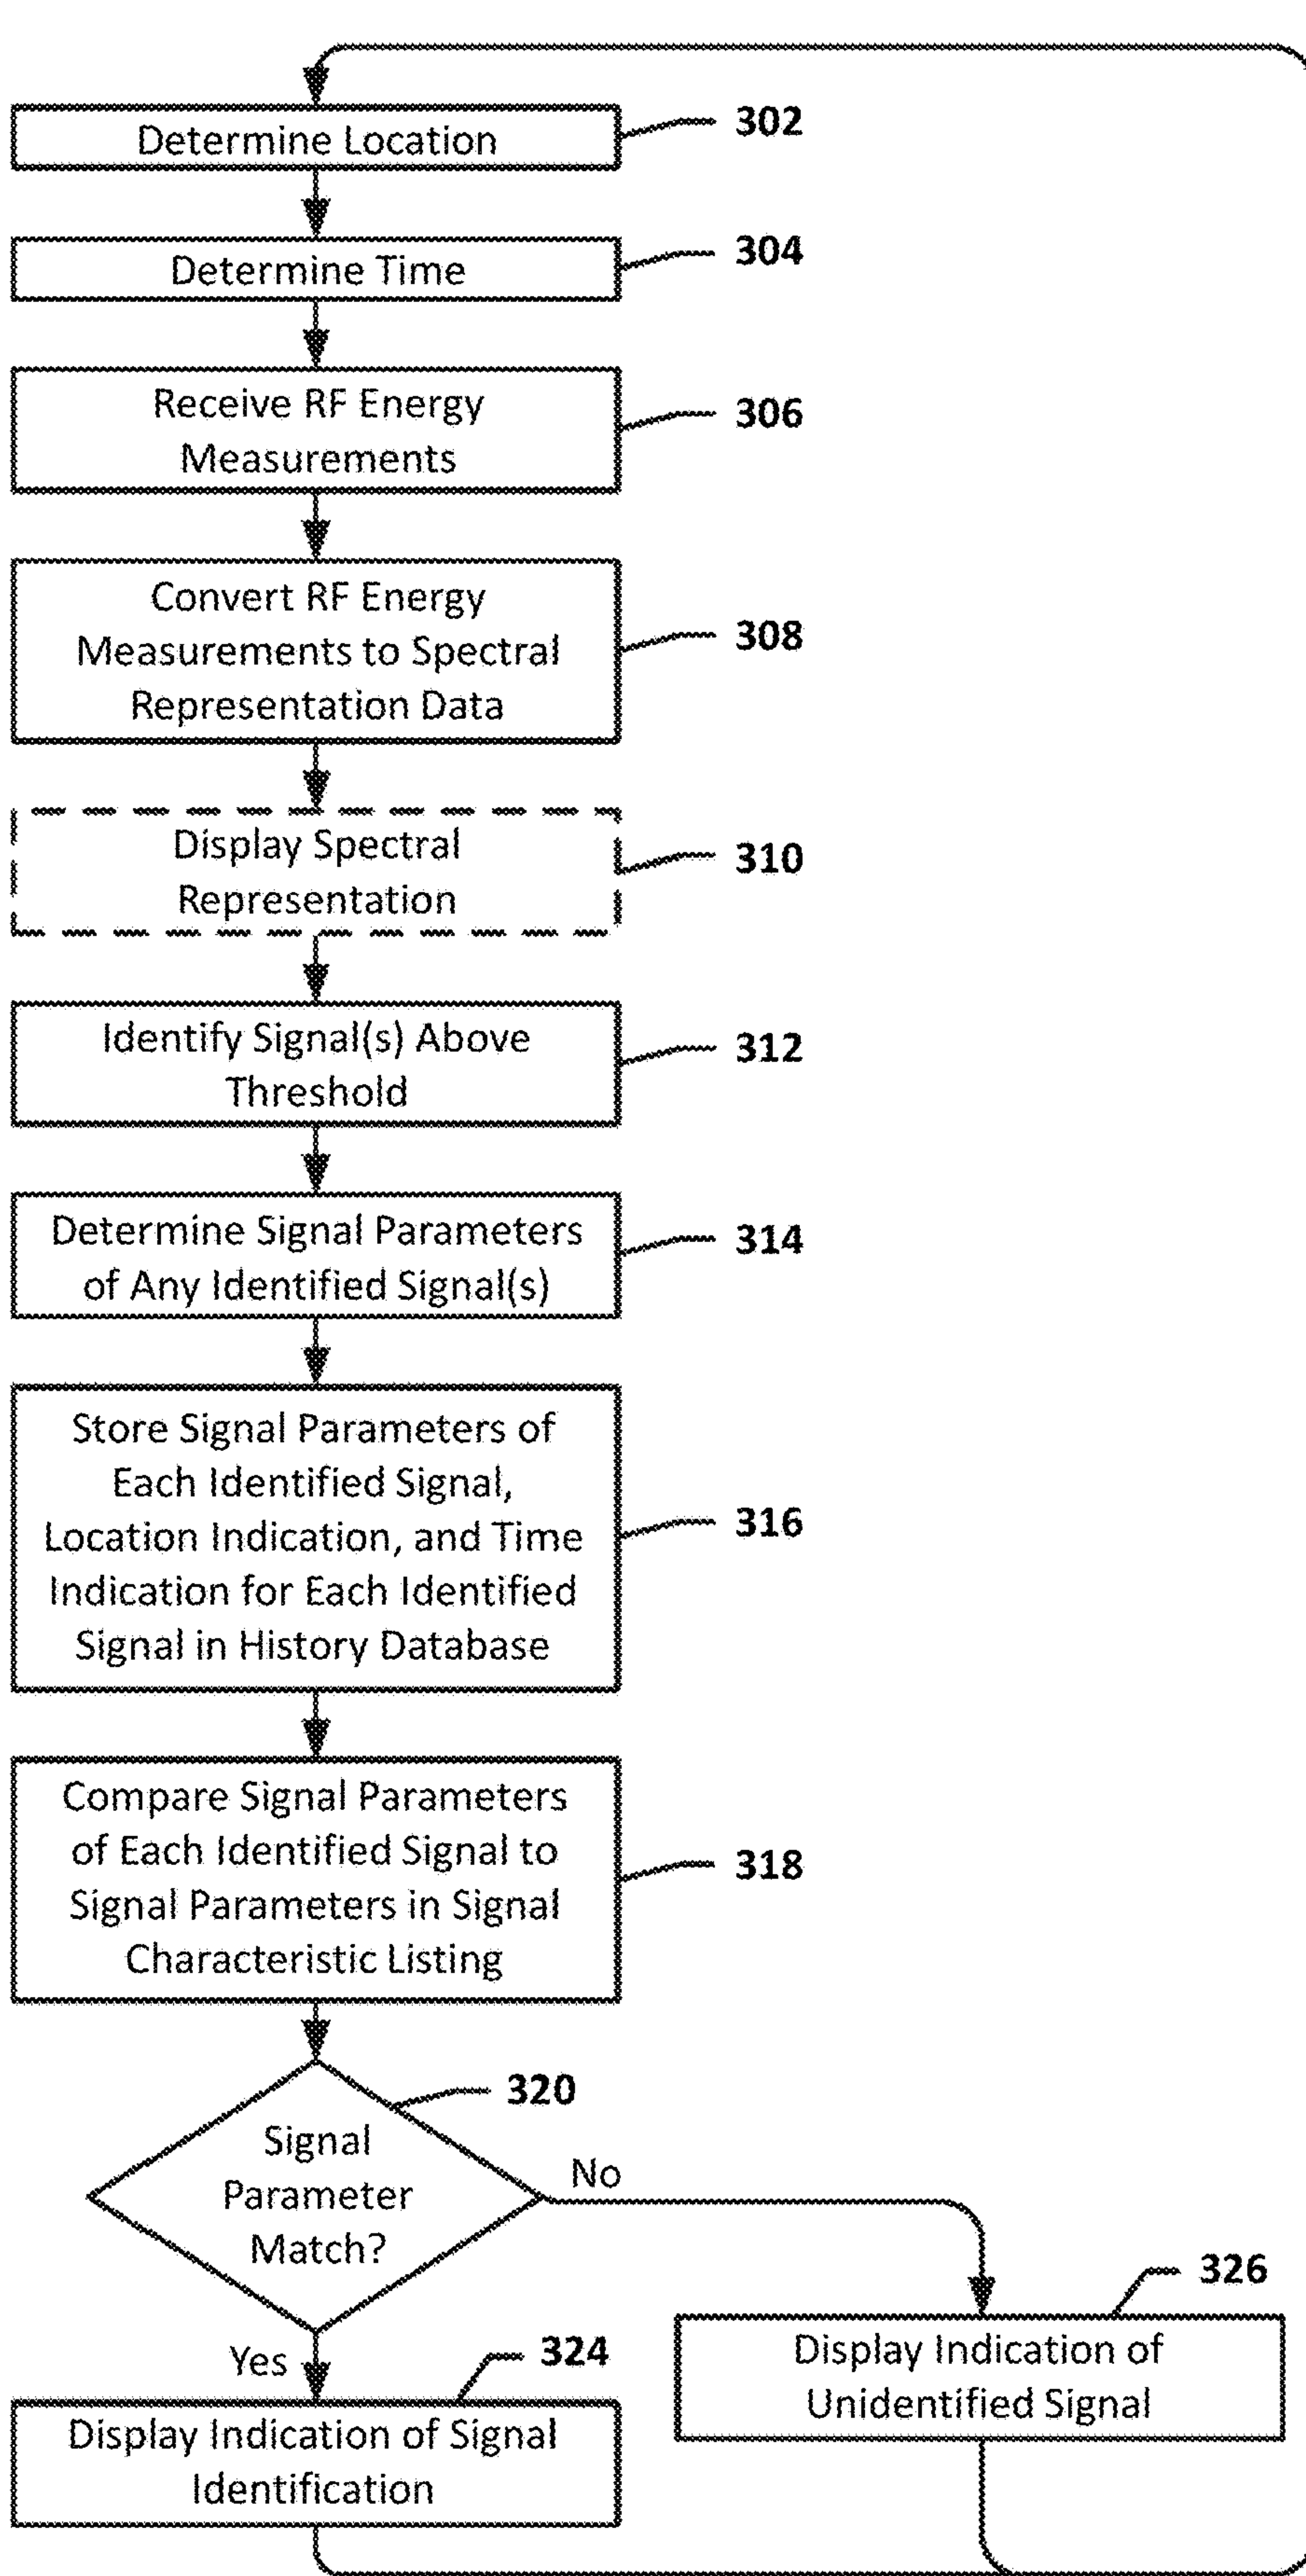 Determine Location
302
Determine Time
304
Receive RF Energy
Measurements
306
Convert RF Energy
Measurements to Spectral
Representation Data
308
Display Spectral
Representation
310
Identify Signal(s) Above
Threshold
312
Determine Signal Parameters
of Any Identified Signal(s)
314
Store Signal Parameters of
Each Identified Signal,
Location Indication, and Time
Indication for Each Identified
Signal in History Database
316
Compare Signal Parameters
of Each Identified Signal to
Signal Parameters in Signal
Characteristic Listing
318
320
Signal
Parameter
Match?
No
Yes
324
Display Indication of Signal
Identification
326
Display Indication of
Unidentified Signal